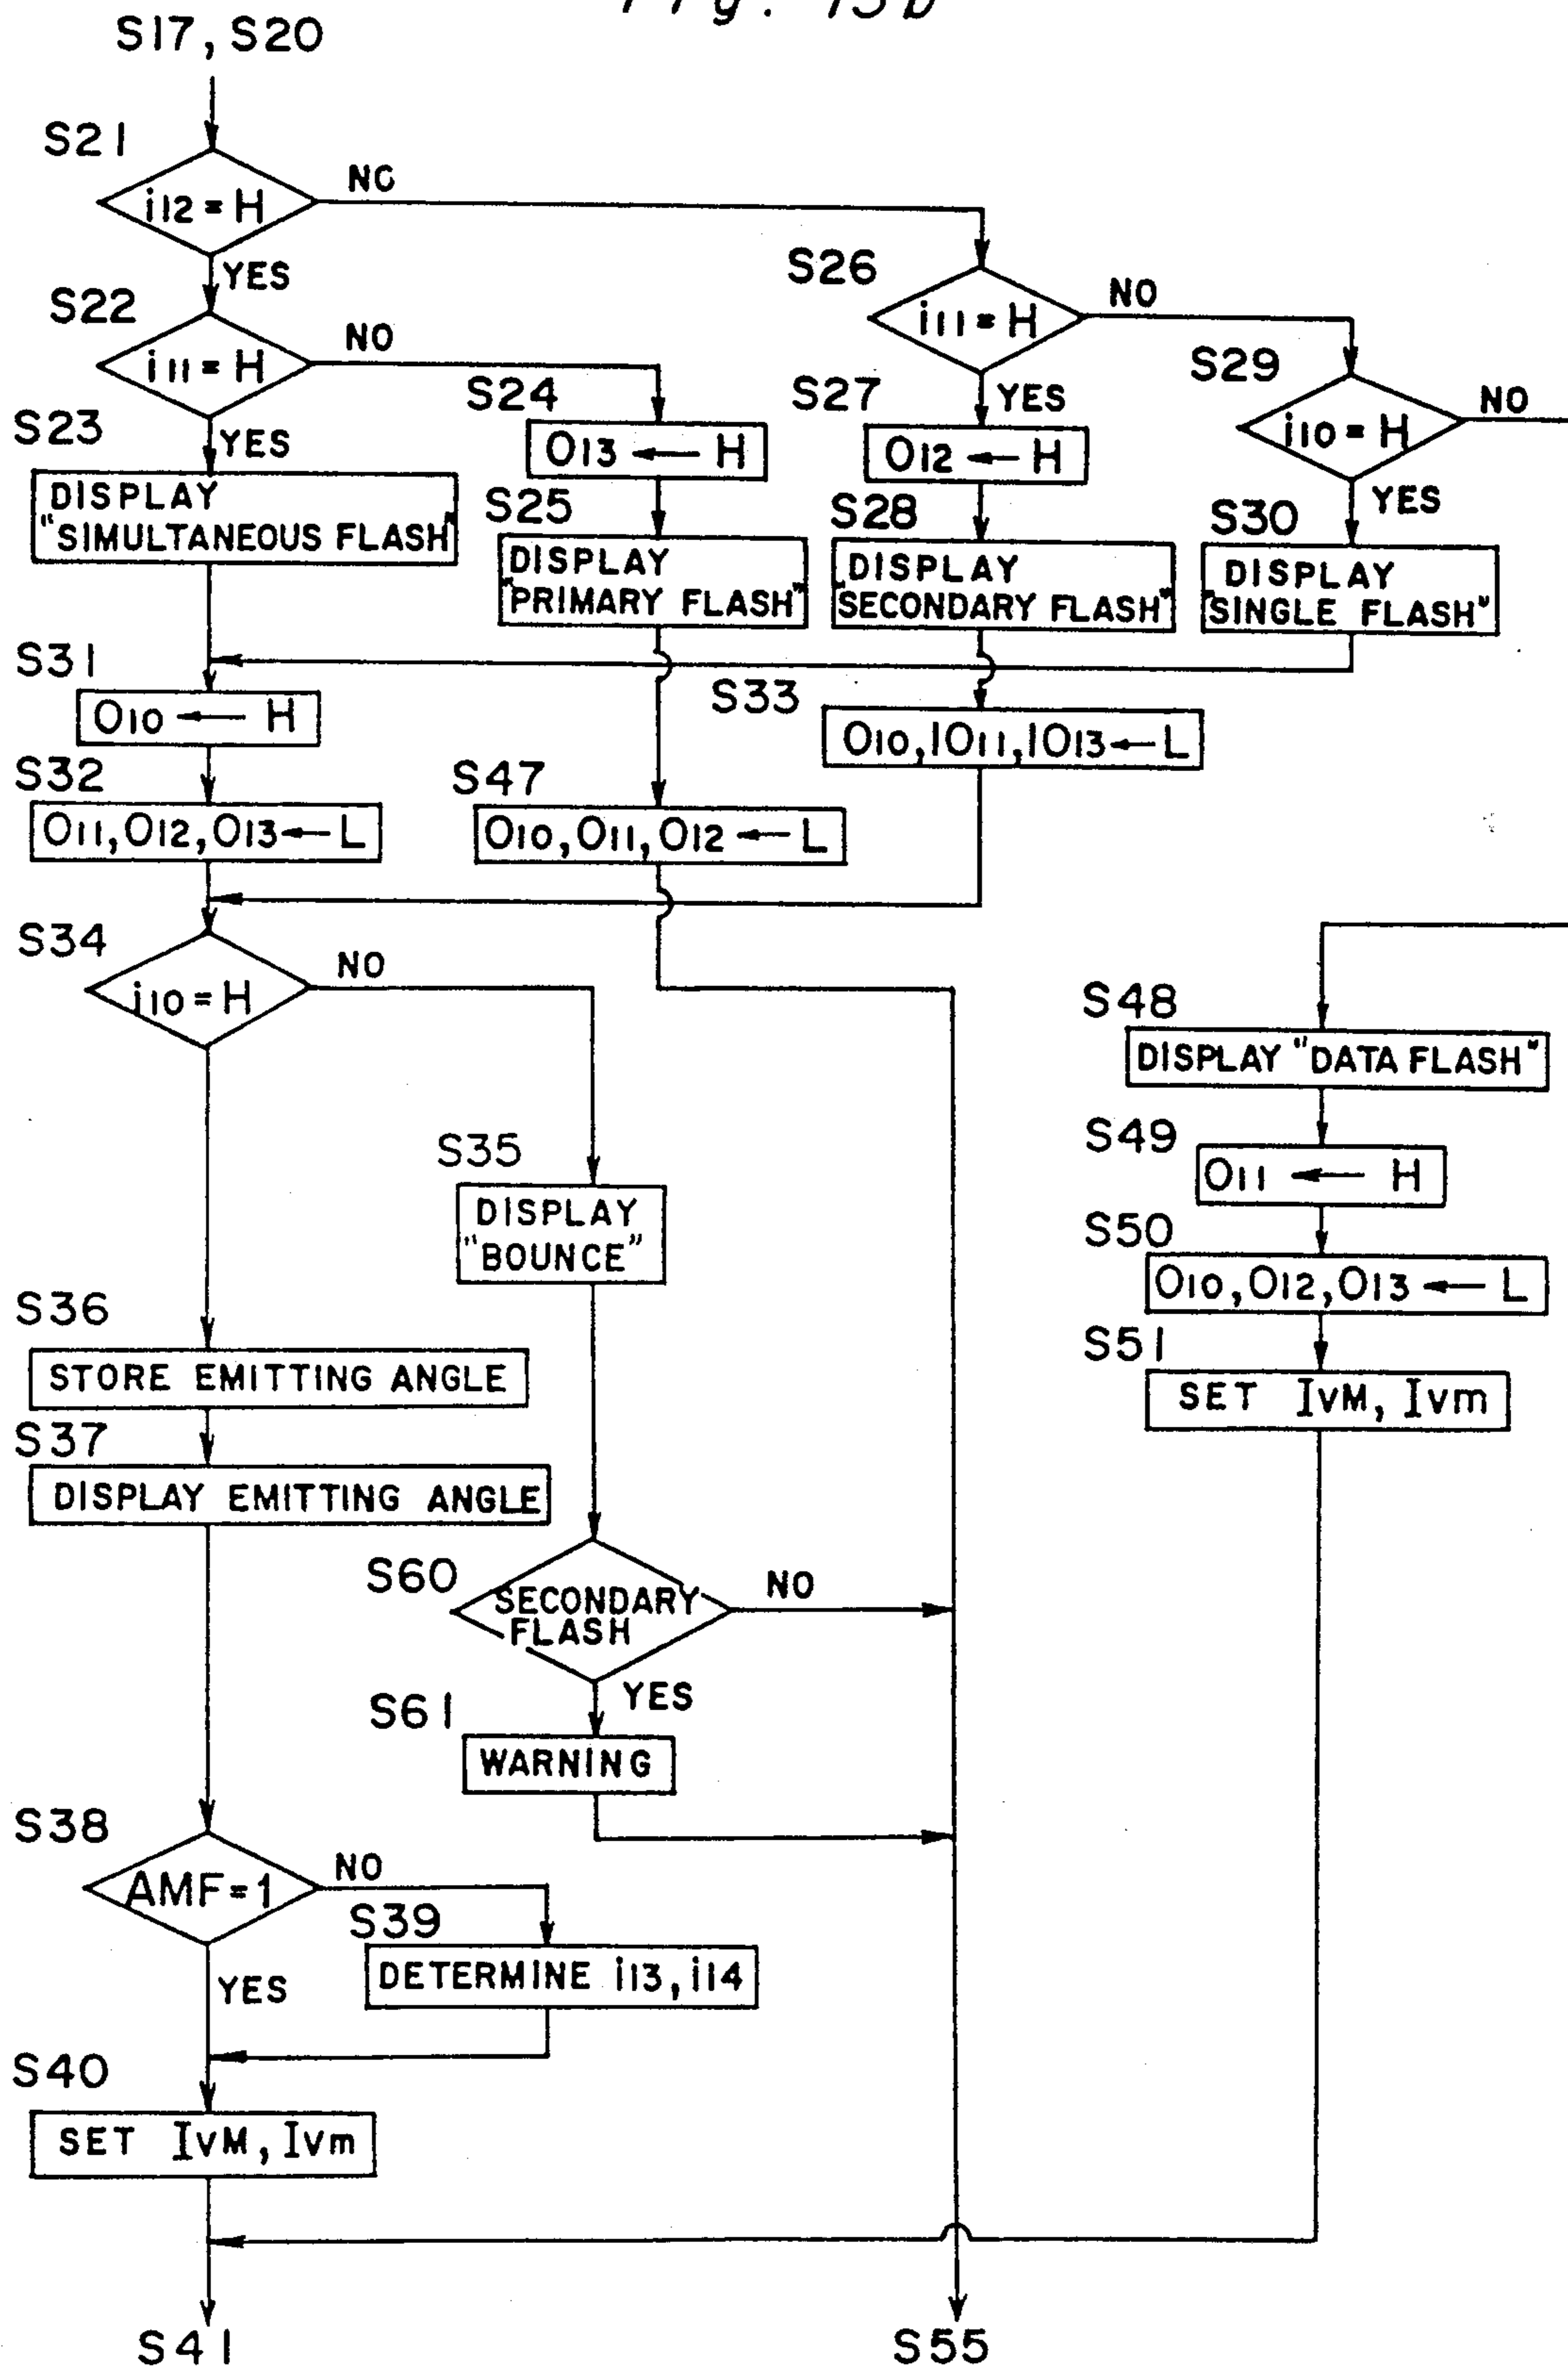 Fig. 13b
S17, S20
S21
i12 = H
NO
YES
S22
i11 = H
NO
YES
S23
DISPLAY
"SIMULTANEOUS FLASH"
S24
O13 ← H
S25
DISPLAY
"PRIMARY FLASH"
S26
i11 = H
NO
YES
S27
O12 ← H
S28
DISPLAY
"SECONDARY FLASH"
S29
i10 = H
NO
YES
S30
DISPLAY
"SINGLE FLASH"
S31
O10 ← H
S32
O11, O12, O13 ← L
S33
O10, IO11, IO13 ← L
S47
O10, O11, O12 ← L
S34
i10 = H
NO
S35
DISPLAY
"BOUNCE"
S48
DISPLAY "DATA FLASH"
S49
O11 ← H
S50
O10, O12, O13 ← L
S51
SET IvM, Ivm
S36
STORE EMITTING ANGLE
S37
DISPLAY EMITTING ANGLE
S60
SECONDARY
FLASH
NO
YES
S61
WARNING
S38
AMF = 1
NO
YES
S39
DETERMINE i13, i14
S40
SET IvM, Ivm
S41
S55